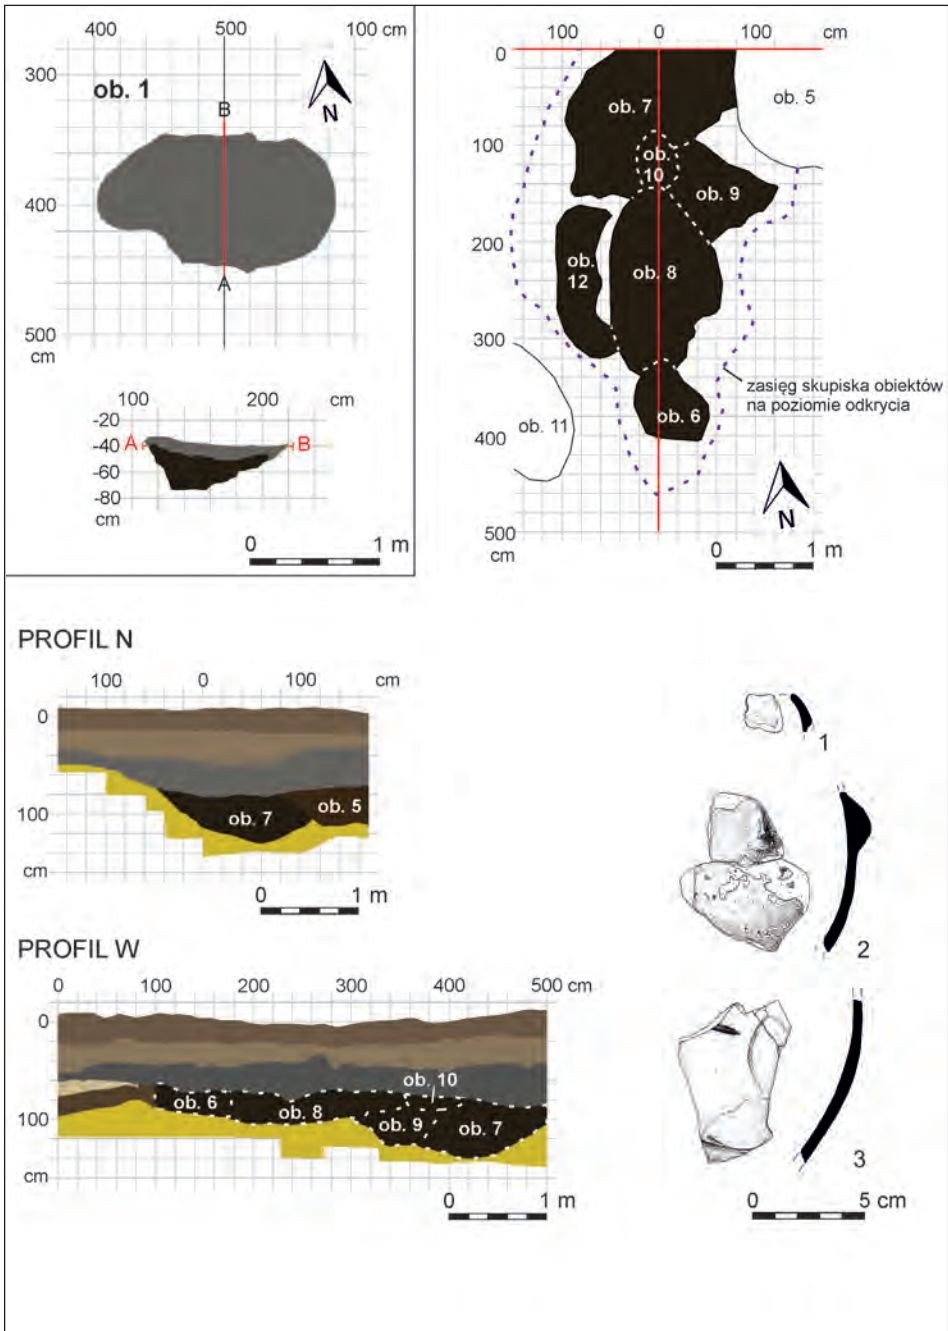 400 500 100 cm
300
ob. 1
B
N
400
A
500
cm
100 200 cm
-20
A -40 B
-60
-80
cm
0 1 m
100 0 100 cm
0
ob. 7
ob. 5
100
ob.
10
ob. 9
200
ob.
12
ob. 8
300
zasięg skupiska obiektów
na poziomie odkrycia
ob. 6
ob. 11
400
N
500
cm
0 1 m
PROFIL N
100 0 100 cm
0
100
ob. 7
ob. 5
cm
0 1 m
PROFIL W
0 100 200 300 400 500 cm
0
ob. 10
ob. 6
ob. 8
100
ob. 9
ob. 7
cm
0 1 m
1
2
3
0 5 cm